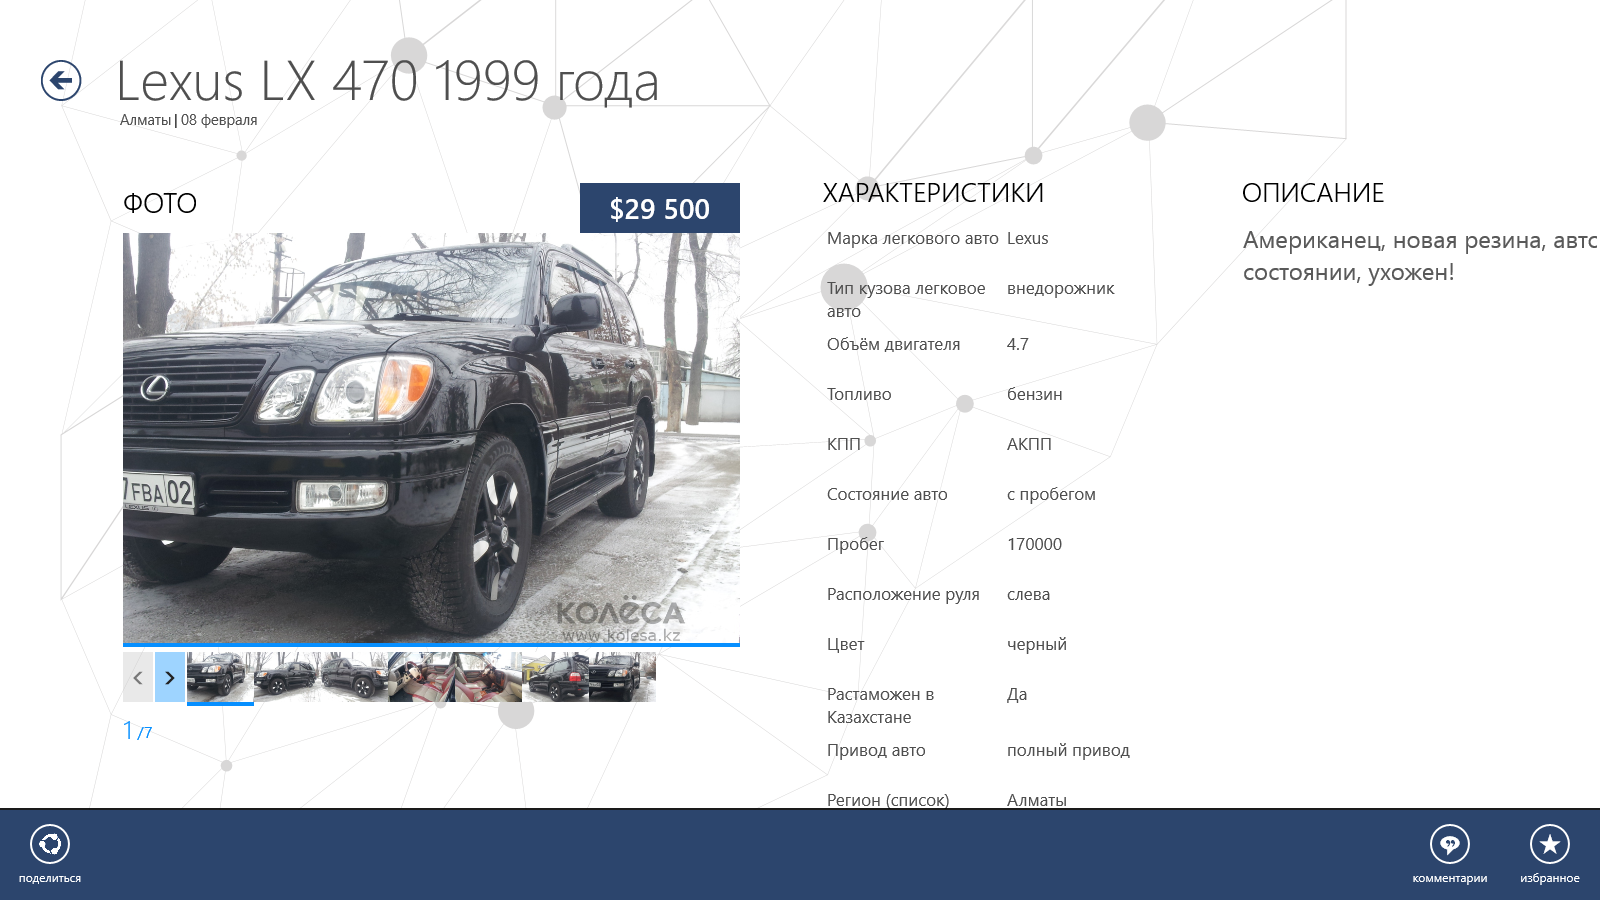 Lexus LX 470 1999 года
Алматы | 08 февраля
ФОТО
$29 500
FBA 02
КОЛЁСА
www.kolesa.kz
1 /7
ХАРАКТЕРИСТИКИ
Марка легкового авто Lexus
Тип кузова легковое внедорожник
авто
Объём двигателя 4.7
Топливо бензин
КПП АКПП
Состояние авто с пробегом
Пробег 170000
Расположение руля слева
Цвет черный
Растаможен в Да
Казахстане
Привод авто полный привод
Регион (список) Алматы
ОПИСАНИЕ
Американец, новая резина,
состоянии, ухожен!
поделиться
комментарии
избранное